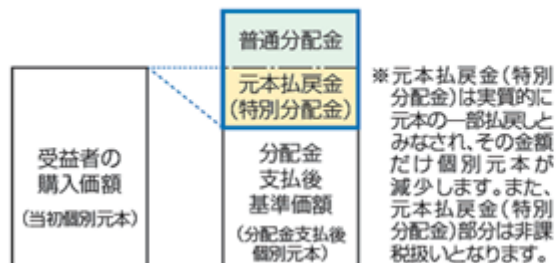 普通分配金
元本払戻金
(特別分配金)
受益者の
購入価額
(当初個別元本)
分配金
支払後
基準価額
(分配金支払後
個別元本)
※元本払戻金(特別
分配金)は実質的に
元本の一部払戻しと
みなされ、その金額
だけ個別元本が
減少します。また、
元本払戻金(特別
分配金)部分は非課
税扱いとなります。